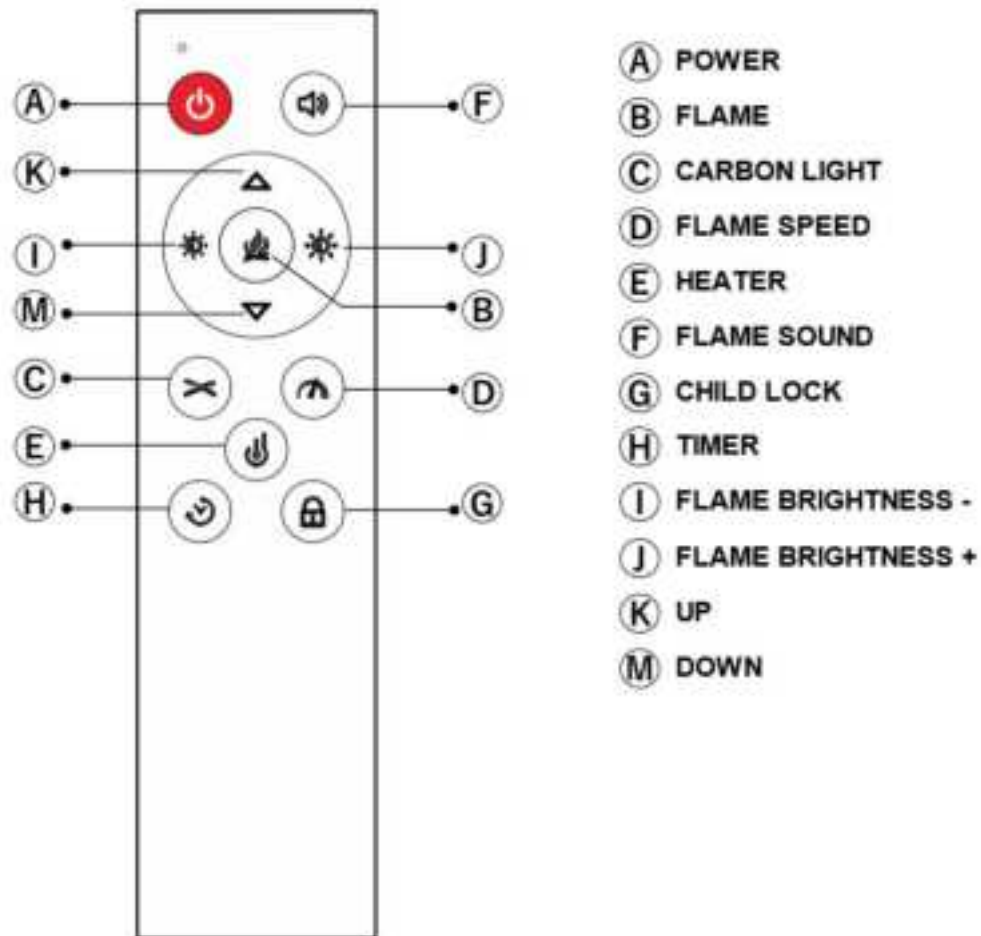 A
F
K
I
J
M
B
C
D
E
H
G
A POWER
B FLAME
C CARBON LIGHT
D FLAME SPEED
E HEATER
F FLAME SOUND
G CHILD LOCK
H TIMER
I FLAME BRIGHTNESS -
J FLAME BRIGHTNESS +
K UP
M DOWN